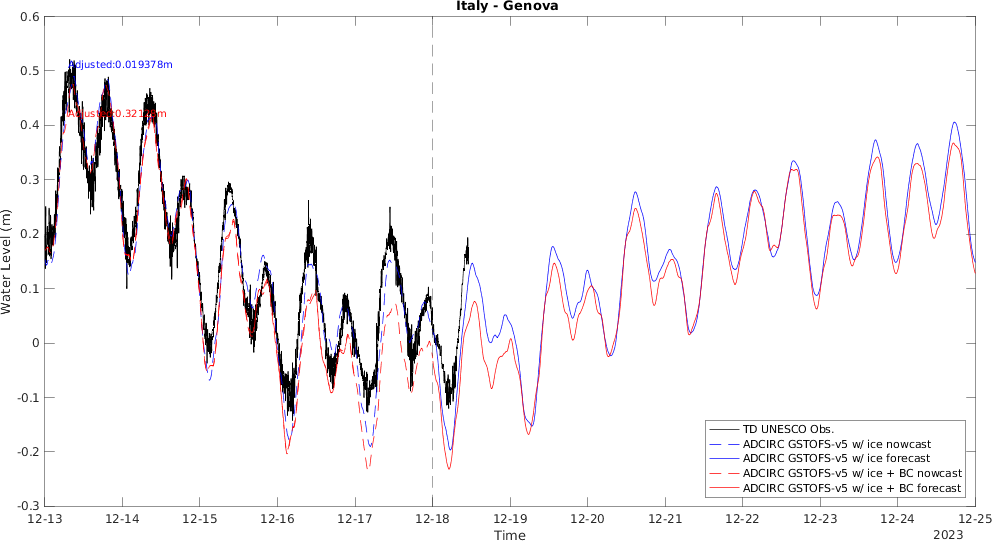 Italy - Genova
Water Level (m)
0.6
0.5
0.4
0.3
0.2
0.1
0
-0.1
-0.2
-0.3
Adjusted:0.019378m
TD UNESCO Obs.
ADCIRC GSTOFS-v5 w/ ice nowcast
ADCIRC GSTOFS-v5 w/ ice forecast
ADCIRC GSTOFS-v5 w/ ice + BC nowcast
ADCIRC GSTOFS-v5 w/ ice + BC forecast
12-13 12-14 12-15 12-16 12-17 12-18 12-19 12-20 12-21 12-22 12-23 12-24 12-25
Time
2023